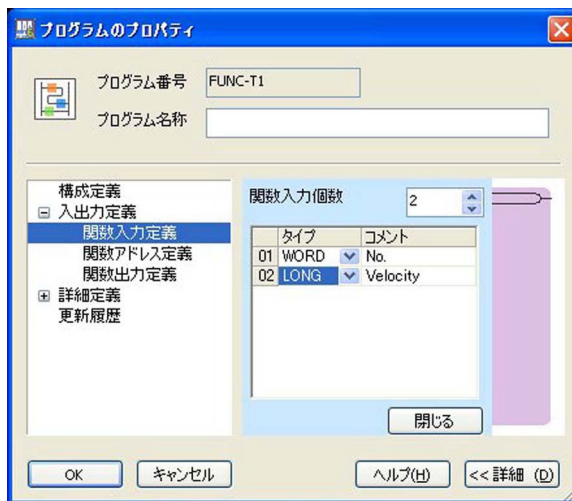 プログラムのプロパティ
プログラム番号 FUNC-T1
プログラム名称
構成定義
入出力定義
関数入力定義
関数アドレス定義
関数出力定義
詳細定義
更新履歴
関数入力個数 2
タイプ コメント
01 WORD No.
02 LONG Velocity
閉じる
OK キャンセル ヘルプ(H) <<詳細 (D)